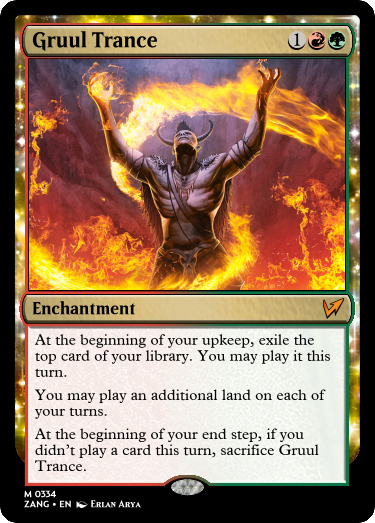 Gruul Trance
1
Enchantment
At the beginning of your upkeep, exile the
top card of your library. You may play it this
turn.
You may play an additional land on each of
your turns.
At the beginning of your end step, if you
didn't play a card this turn, sacrifice Gruul
Trance.
M 0334
ZANG • EN Erlan Arya